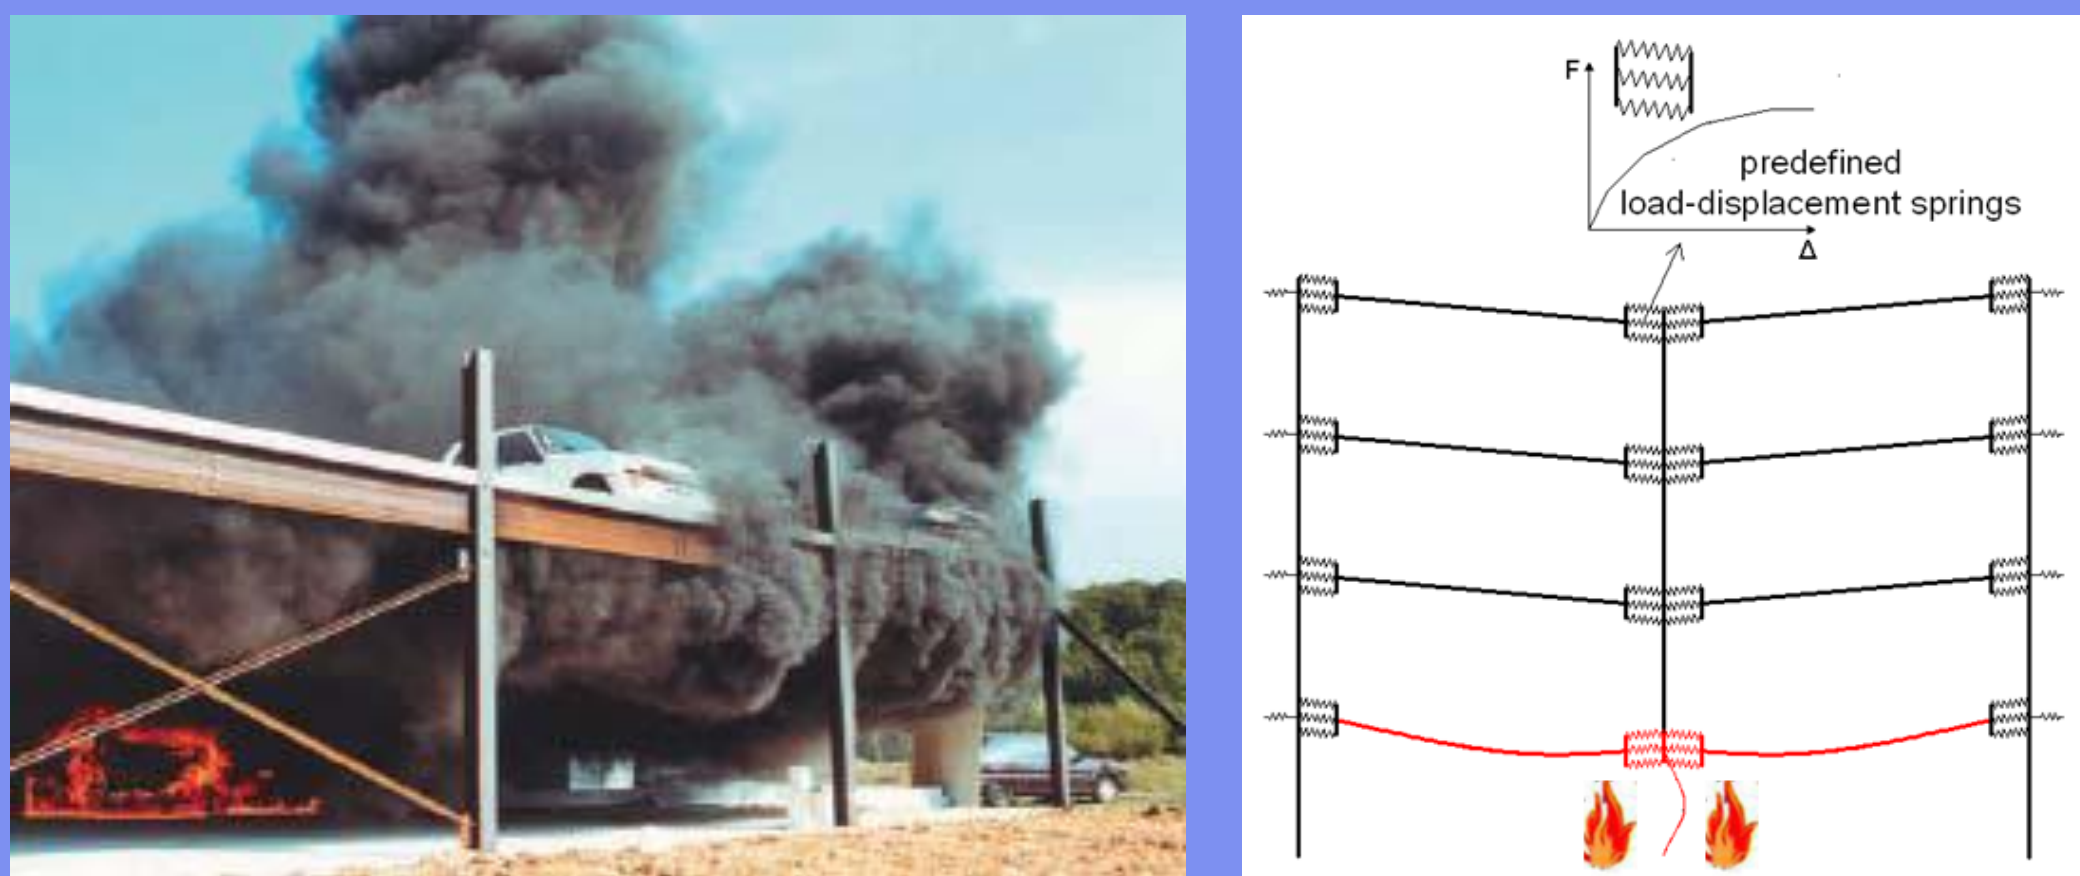 F
predefined
load-displacement springs
Δ